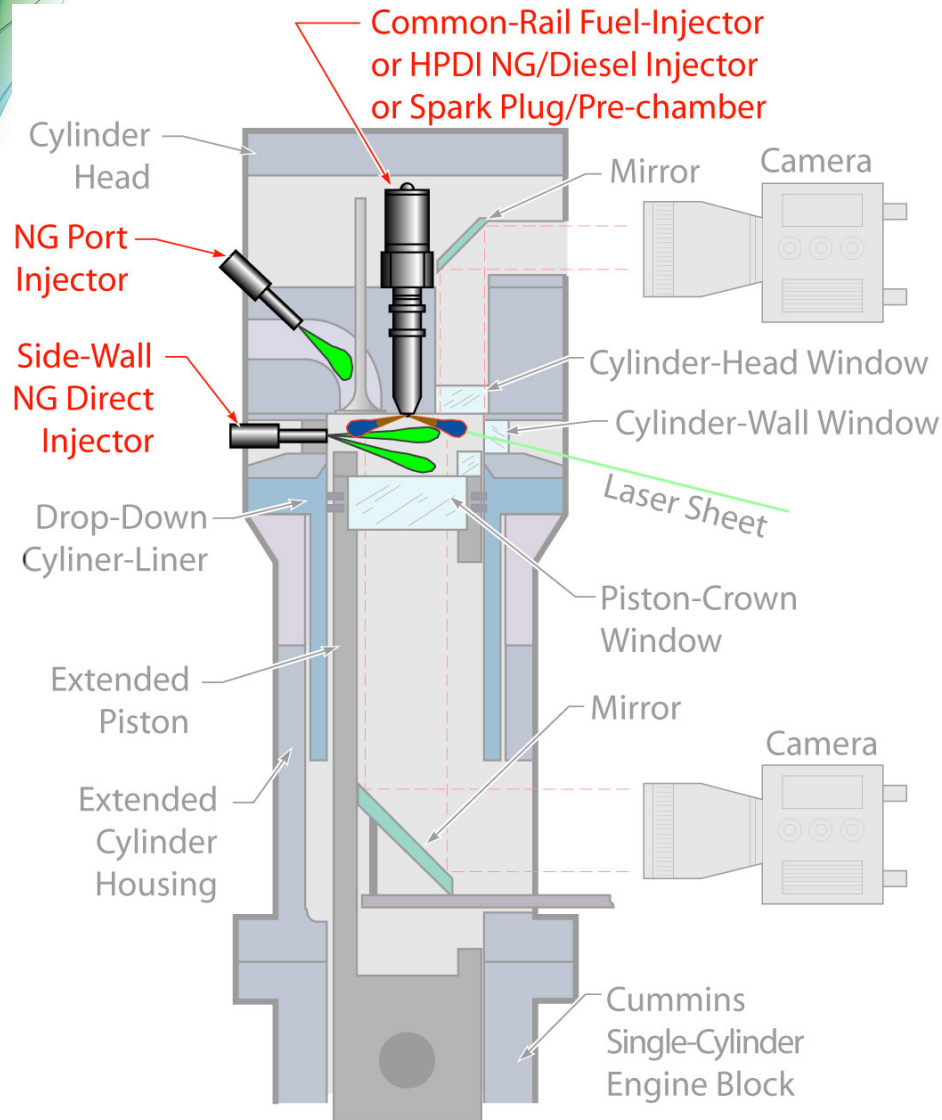 Common-Rail Fuel-Injector
or HPDI NG/Diesel Injector
or Spark Plug/Pre-chamber
Cylinder
Head
Mirror
Camera
NG Port
Injector
Side-Wall
NG Direct
Injector
Cylinder-Head Window
Cylinder-Wall Window
Laser Sheet
Drop-Down
Cyliner-Liner
Piston-Crown
Window
Extended
Piston
Mirror
Camera
Extended
Cylinder
Housing
Cummins
Single-Cylinder
Engine Block